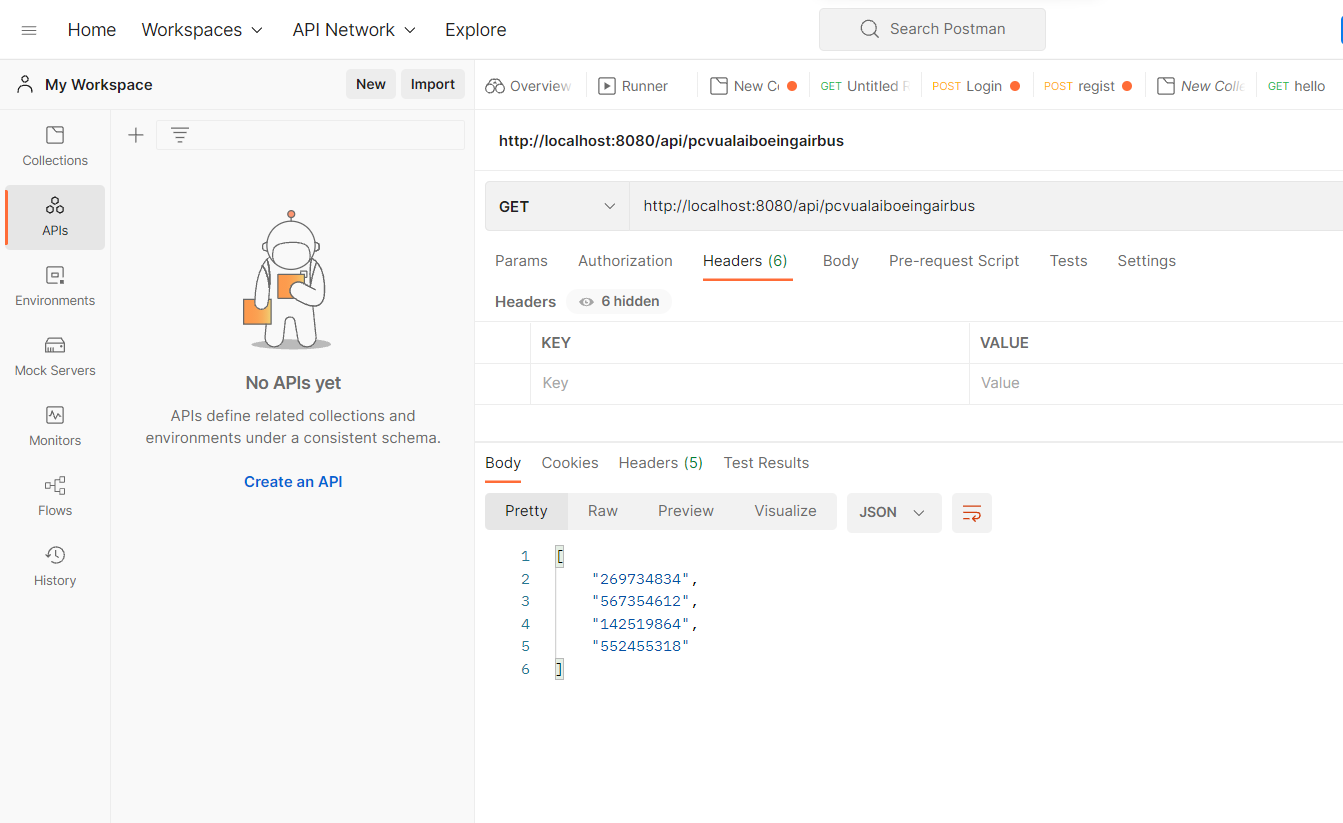 Home Workspaces API Network Explore Search Postman
My Workspace New Import
Overview Runner New Co GET Untitled R POST Login POST regist New Colle GET hello
Collections
APIs
Environments
Mock Servers
Monitors
Flows
History
No APIs yet
APIs define related collections and
environments under a consistent schema.
Create an API
http://localhost:8080/api/pcvualaiboeingairbus
GET http://localhost:8080/api/pcvualaiboeingairbus
Params Authorization Headers (6) Body Pre-request Script Tests Settings
Headers 6 hidden
KEY VALUE
Key Value
Body Cookies Headers (5) Test Results
Pretty Raw Preview Visualize JSON
1 [
2 "269734834",
3 "567354612",
4 "142519864",
5 "552455318"
6 ]